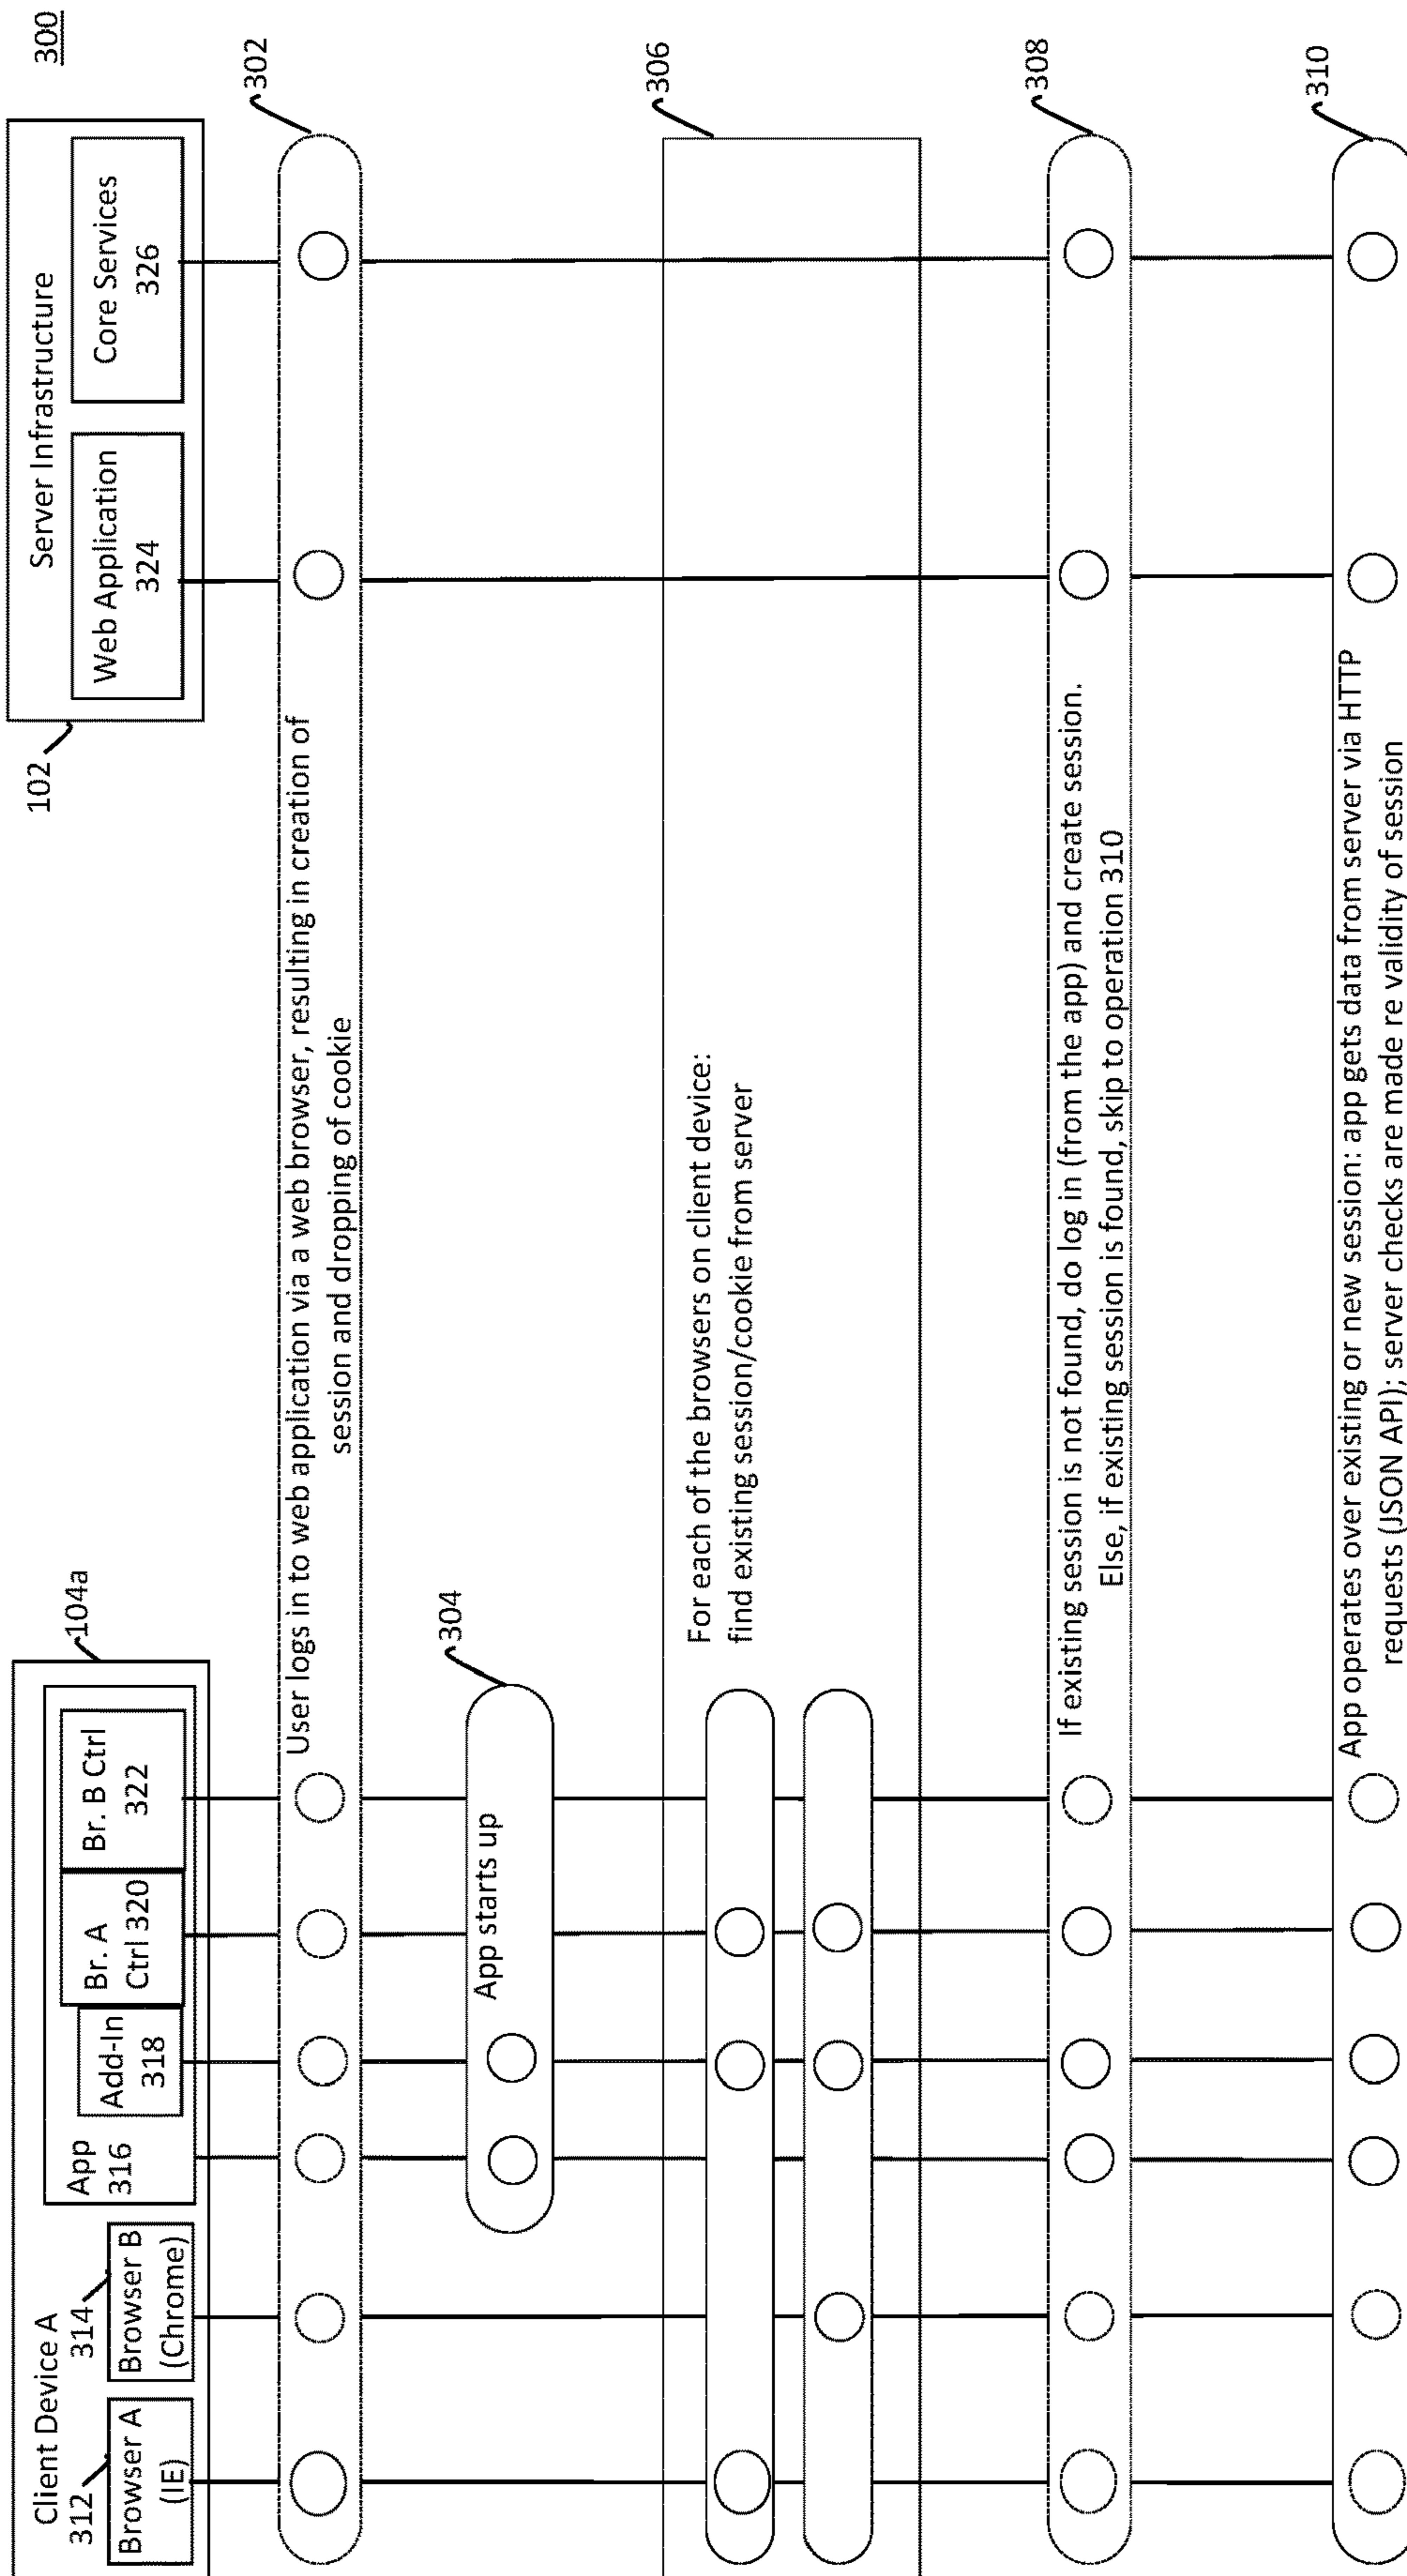 300
Client Device A
312
314
Browser A
(IE)
Browser B
(Chrome)
App
316
Add-In
318
Br. A
Ctrl 320
Br. B Ctrl
322
104a
102
Server Infrastructure
Web Application
324
Core Services
326
302
User logs in to web application via a web browser, resulting in creation of
session and dropping of cookie
304
App starts up
306
For each of the browsers on client device:
find existing session/cookie from server
308
If existing session is not found, do log in (from the app) and create session.
Else, if existing session is found, skip to operation 310
310
App operates over existing or new session: app gets data from server via HTTP
requests (JSON API); server checks are made re validity of session